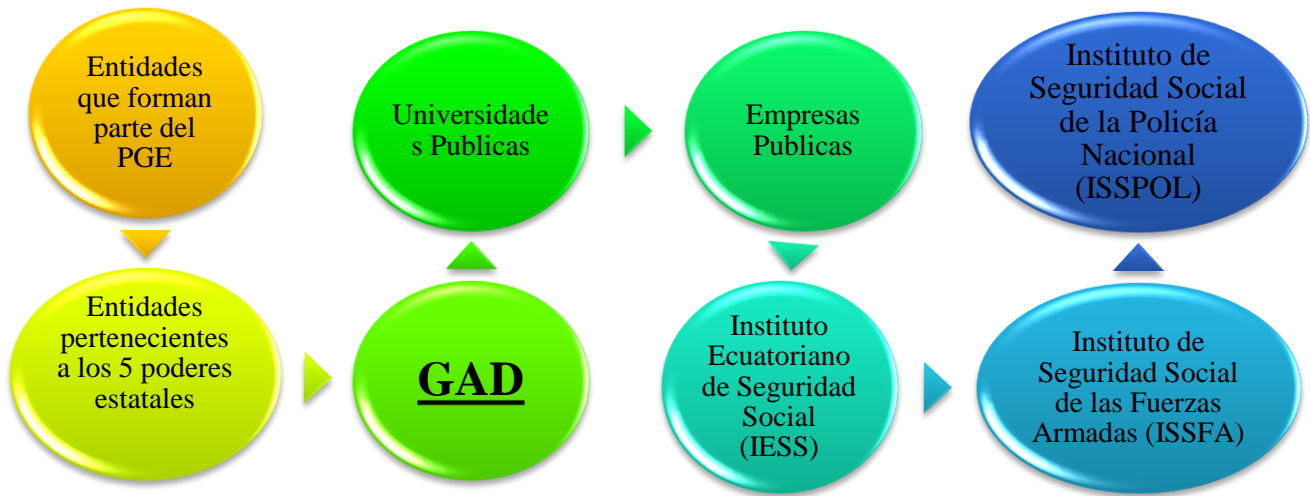 Entidades
que forman
parte del
PGE
Entidades
pertenecientes
a los 5 poderes
estatales
GAD
Universidade
s Publicas
Empresas
Publicas
Instituto
Ecuatoriano
de Seguridad
Social
(IESS)
Instituto de
Seguridad Social
de las Fuerzas
Armadas (ISSFA)
Instituto de
Seguridad Social
de la Policía
Nacional
(ISSPOL)